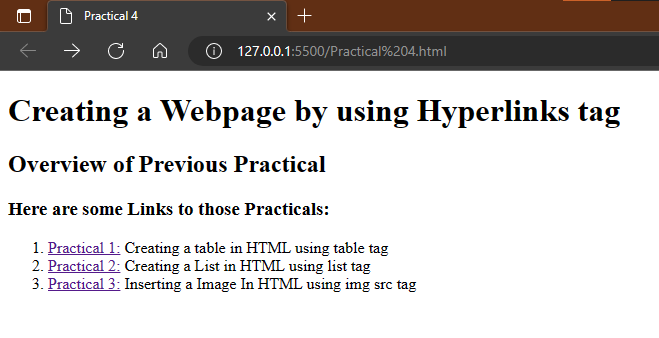 Practical 4
127.0.0.1:5500/Practical%204.html
Creating a Webpage by using Hyperlinks tag
Overview of Previous Practical
Here are some Links to those Practicals:
1. Practical 1: Creating a table in HTML using table tag
2. Practical 2: Creating a List in HTML using list tag
3. Practical 3: Inserting a Image In HTML using img src tag